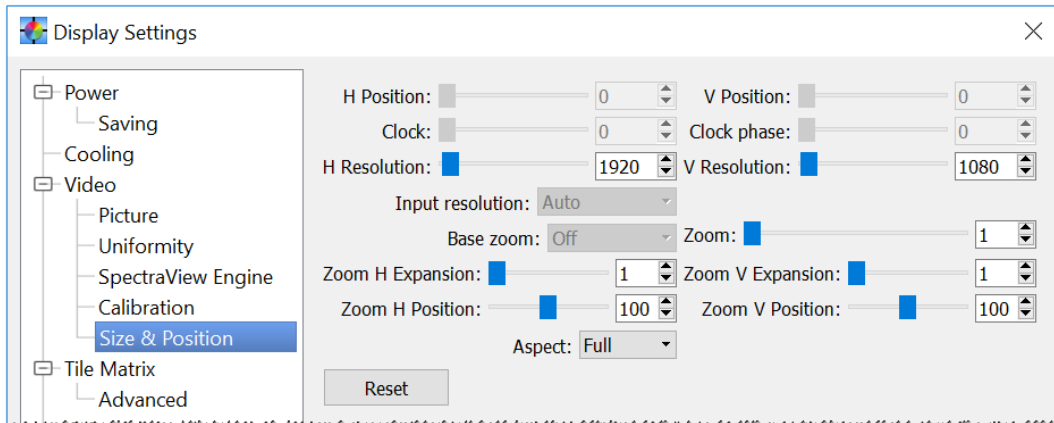 Display Settings
Power
Saving
Cooling
Video
Picture
Uniformity
SpectraView Engine
Calibration
Size & Position
Tile Matrix
Advanced
H Position: 0 V Position: 0
Clock: 0 Clock phase: 0
H Resolution: 1920 V Resolution: 1080
Input resolution: Auto
Base zoom: Off Zoom: 1
Zoom H Expansion: 1 Zoom V Expansion: 1
Zoom H Position: 100 Zoom V Position: 100
Aspect: Full
Reset